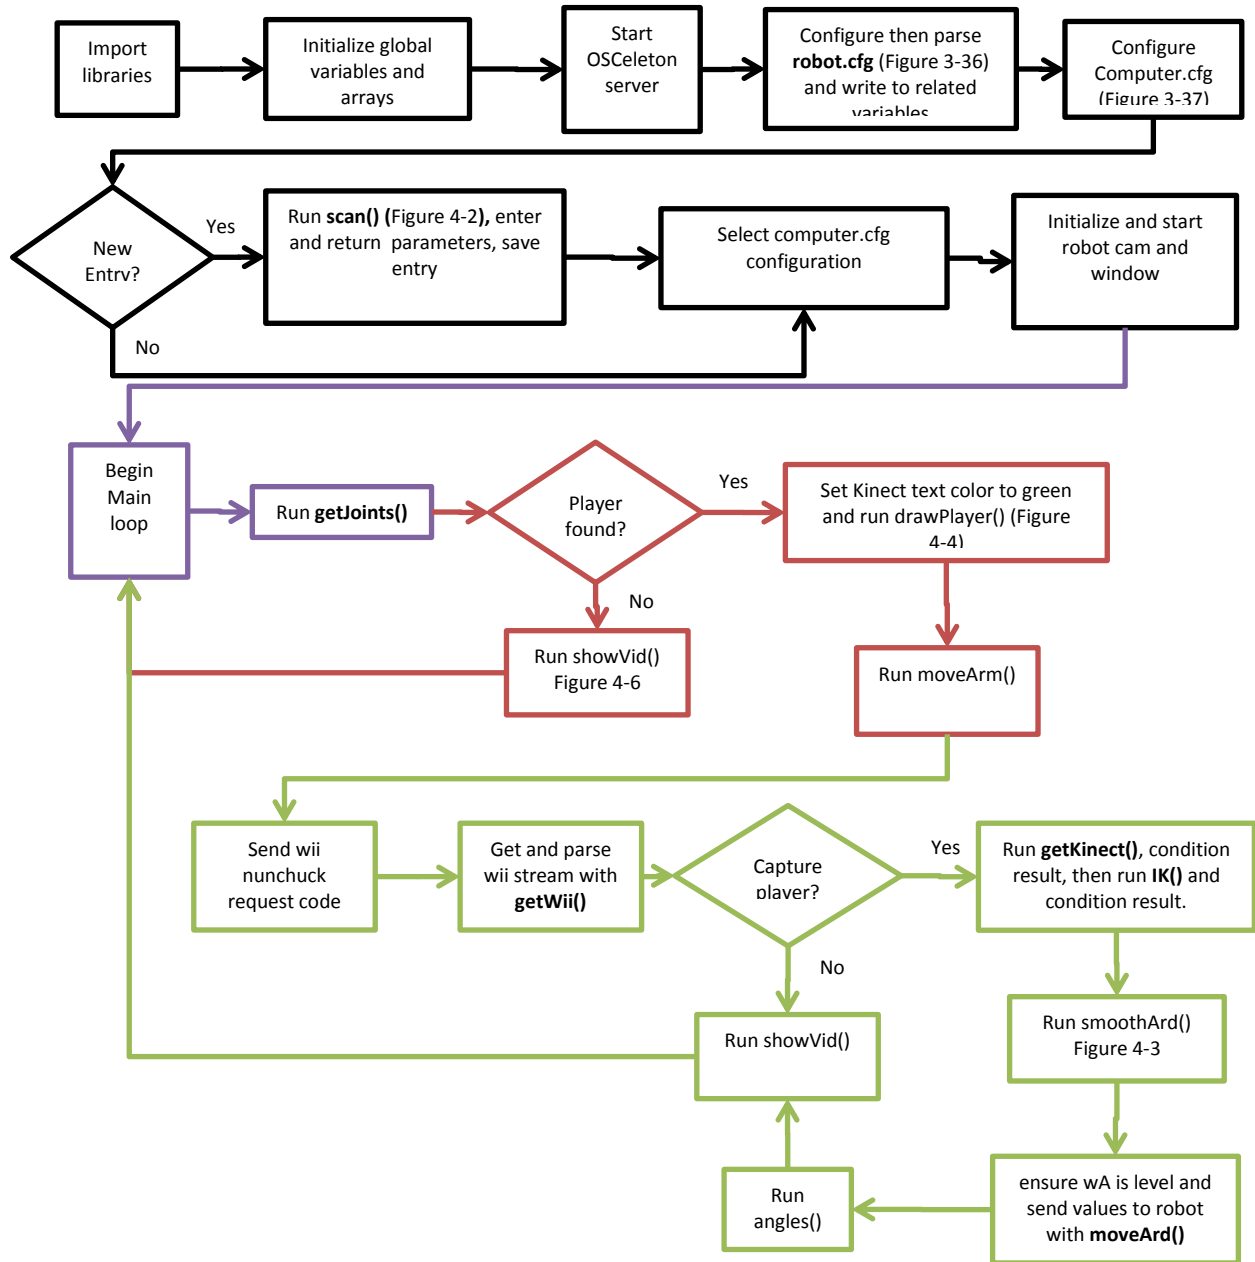 Import
libraries
Initialize global
variables and
arrays
Start
OSCeleton
server
Configure then parse
robot.cfg (Figure 3-36)
and write to related
variables
Configure
Computer.cfg
(Figure 3-37)
New
Entry?
Yes
No
Run scan() (Figure 4-2), enter
and return parameters, save
entry
Select computer.cfg
configuration
Initialize and start
robot cam and
window
Begin
Main
loop
Run getJoints()
Player
found?
Yes
No
Set Kinect text color to green
and run drawPlayer() (Figure
4-4)
Run showVid()
Figure 4-6
Run moveArm()
Send wii
nunchuck
request code
Get and parse
wii stream with
getWii()
Capture
player?
Yes
No
Run getKinect(), condition
result, then run IK() and
condition result.
Run smoothArd()
Figure 4-3
Run showVid()
ensure wA is level and
send values to robot
with moveArd()
Run
angles()